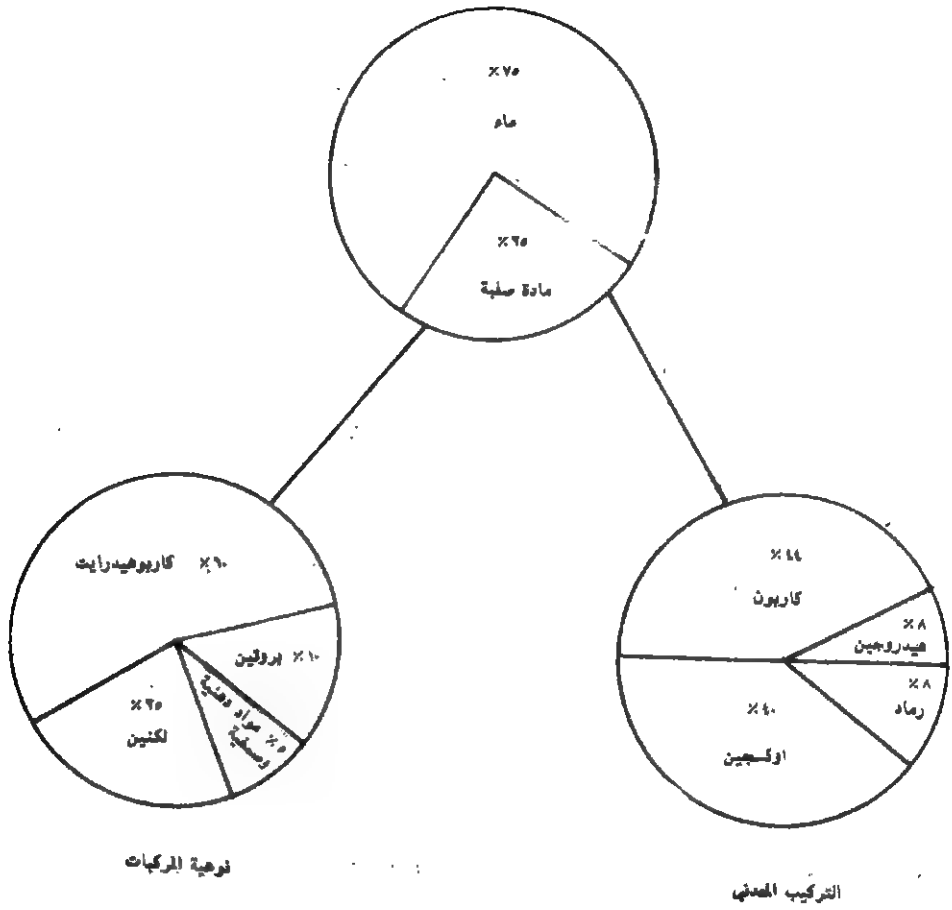 ٪ ٧٥
ماء
٪ ٢٥
مادة صلبة
٪ ٦٠ كاربوهيدرايت
٪ ١٠ بروتين
٪ ٥ مواد دهنية
وصمغية
٪ ٢٥
لكنين
نوعية المركبات
٪ ٤٤
كاربون
٪ ٨
هيدروجين
٪ ٨
رماد
٪ ٤٠
اوكسجين
التركيب المعدني